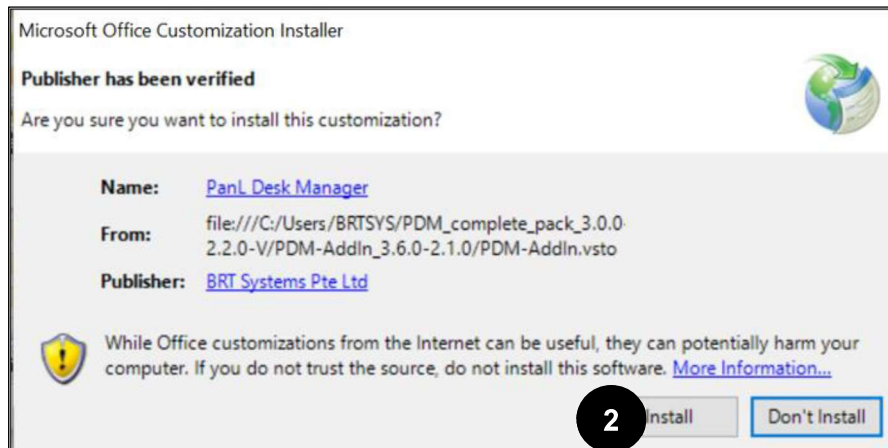 Microsoft Office Customization Installer
Publisher has been verified
Are you sure you want to install this customization?
Name: PanL Desk Manager
From: file:///C:/Users/BRTSYS/PDM_complete_pack_3.0.0-
2.2.0-V/PDM-AddIn_3.6.0-2.1.0/PDM-AddIn.vsto
Publisher: BRT Systems Pte Ltd
While Office customizations from the Internet can be useful, they can potentially harm your
computer. If you do not trust the source, do not install this software. More Information...
2 Install Don't Install